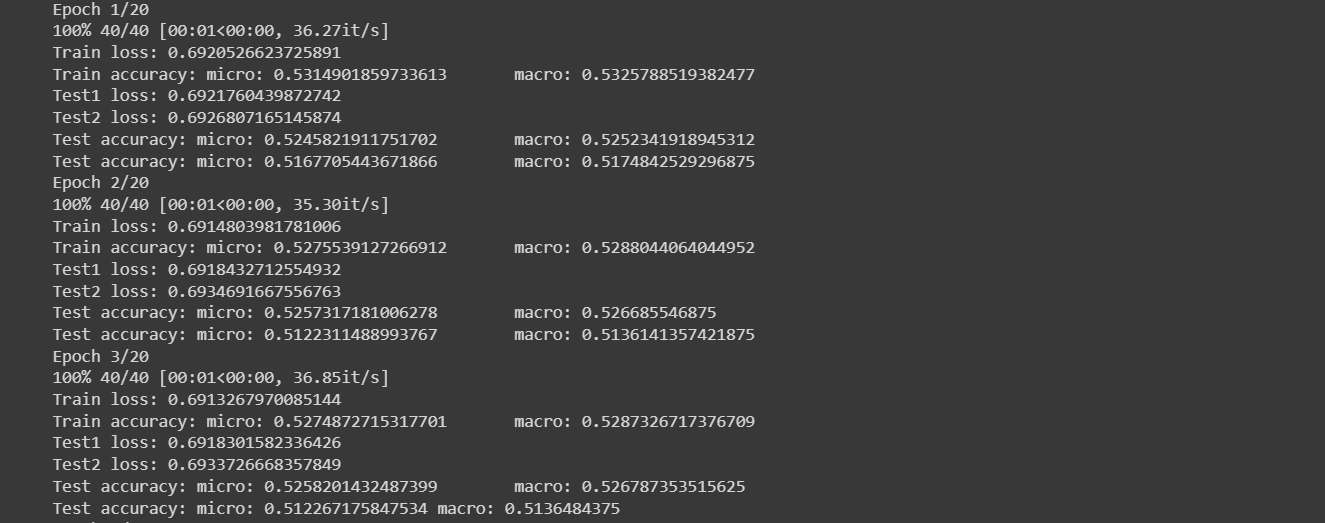 Epoch 1/20
100% 40/40 [00:01<00:00, 36.27it/s]
Train loss: 0.6920526623725891
Train accuracy: micro: 0.5314901859733613 macro: 0.5325788519382477
Test1 loss: 0.6921760439872742
Test2 loss: 0.6926807165145874
Test accuracy: micro: 0.5245821911751702 macro: 0.5252341918945312
Test accuracy: micro: 0.5167705443671866 macro: 0.5174842529296875
Epoch 2/20
100% 40/40 [00:01<00:00, 35.30it/s]
Train loss: 0.6914803981781006
Train accuracy: micro: 0.5275539127266912 macro: 0.5288044064044952
Test1 loss: 0.6918432712554932
Test2 loss: 0.6934691667556763
Test accuracy: micro: 0.5257317181006278 macro: 0.526685546875
Test accuracy: micro: 0.5122311488993767 macro: 0.5136141357421875
Epoch 3/20
100% 40/40 [00:01<00:00, 36.85it/s]
Train loss: 0.6913267970085144
Train accuracy: micro: 0.5274872715317701 macro: 0.5287326717376709
Test1 loss: 0.6918301582336426
Test2 loss: 0.6933726668357849
Test accuracy: micro: 0.5258201432487399 macro: 0.526787353515625
Test accuracy: micro: 0.512267175847534 macro: 0.5136484375